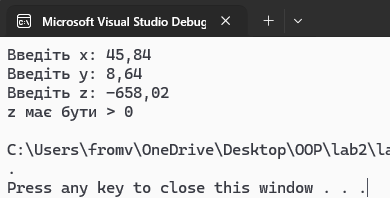 Microsoft Visual Studio Debug
Введіть x: 45,84
Введіть y: 8,64
Введіть z: -658,02
z має бути > 0
C:\Users\fromv\OneDrive\Desktop\OOP\lab2\la
.
Press any key to close this window . . .